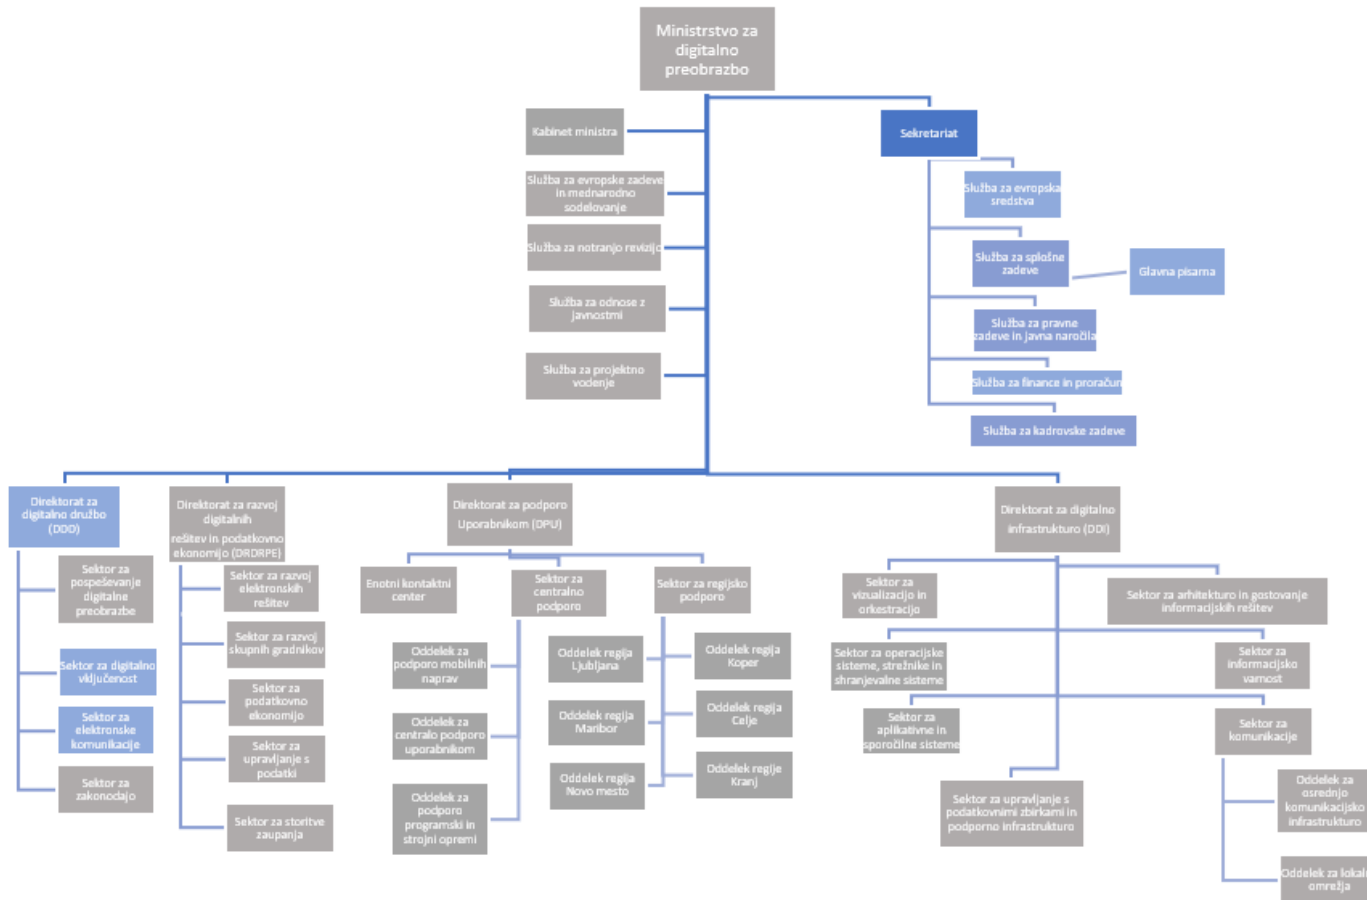 Ministrstvo za
digitalno
preobrazbo
Kabinet ministra
Služba za evropske zadeve
in mednarodno
sodelovanje
Služba za notranjo revizijo
Služba za odnose z
javnostmi
Služba za projektno
vodenje
Sekretariat
Služba za evropska
sredstva
Služba za splošne
zadeve
Glavna pisarna
Služba za pravne
zadeve in javna naročila
Služba za finance in proračun
Služba za kadrovske zadeve
Direktorat za
digitalno družbo
(DDD)
Sektor za
pospeševanje
digitalne
preobrazbe
Sektor za digitalno
vključenost
Sektor za
elektronske
komunikacije
Sektor za
zakonodajo
Direktorat za razvoj
digitalnih
rešitev in podatkovno
ekonomijo (DRDRPE)
Sektor za razvoj
elektronskih
rešitev
Sektor za razvoj
skupnih gradnikov
Sektor za
podatkovno
ekonomijo
Sektor za
upravljanje s
podatki
Sektor za storitve
zaupanja
Direktorat za podporo
Uporabnikom (DPU)
Enotni kontaktni
center
Sektor za
centralno
podporo
Oddelek za
podporo mobilnih
naprav
Oddelek za
centralo podporo
uporabnikom
Oddelek za
podporo
programski in
strojni opremi
Sektor za regijsko
podporo
Oddelek regija
Ljubljana
Oddelek regija
Koper
Oddelek regija
Maribor
Oddelek regija
Celje
Oddelek regija
Novo mesto
Oddelek regije
Kranj
Direktorat za digitalno
infrastrukturo (DDI)
Sektor za
vizualizacijo in
orkestracijo
Sektor za arhitekturo in gostovanje
informacijskih rešitev
Sektor za operacijske
sisteme, strežnike in
shranjevalne sisteme
Sektor za
informacijsko
varnost
Sektor za
aplikativne in
sporočilne sisteme
Sektor za
komunikacije
Sektor za upravljanje s
podatkovnimi zbirkami in
podporno infrastrukturo
Oddelek za
osrednjo
komunikacijsko
infrastrukturo
Oddelek za
omrežja